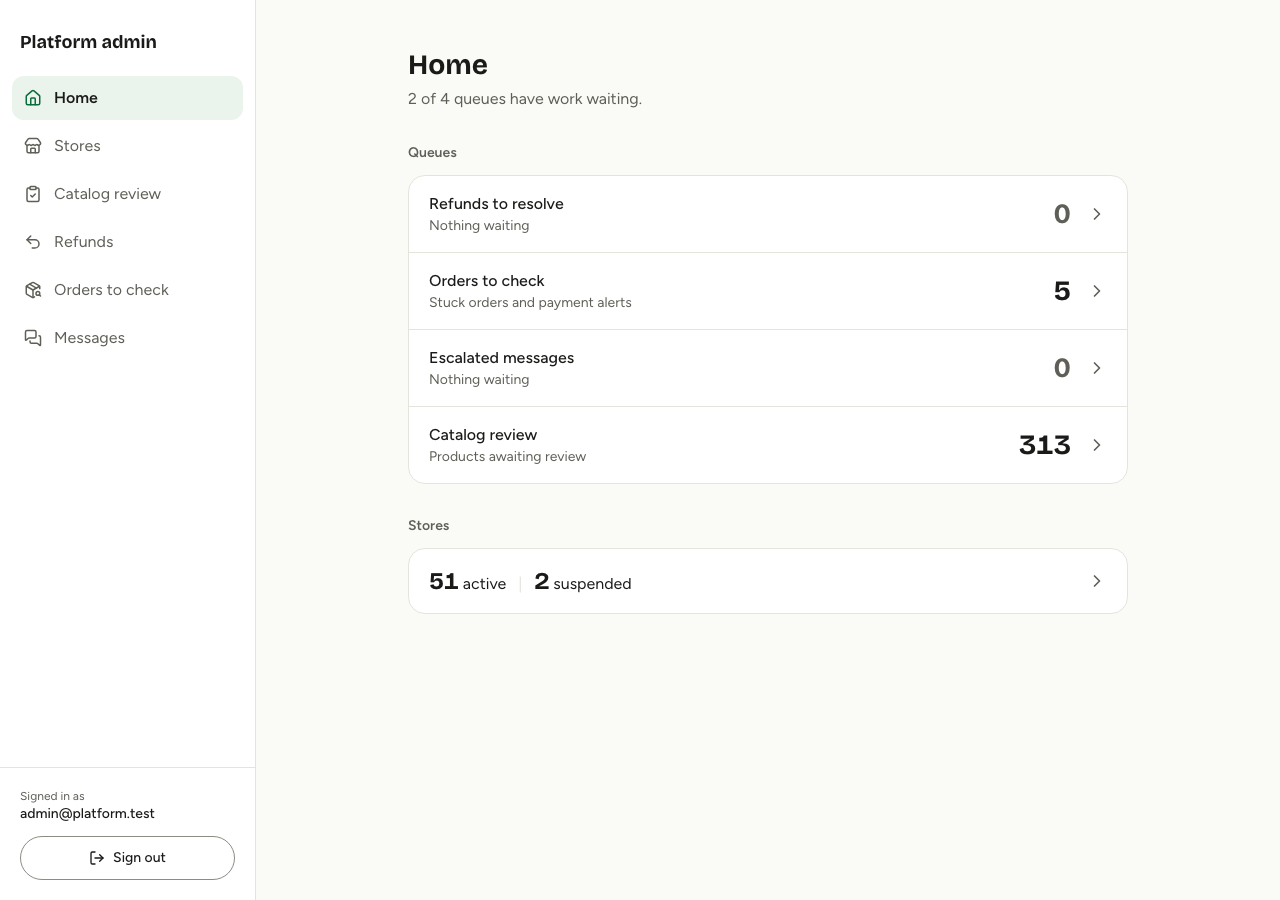 Platform admin
Home
Stores
Catalog review
Refunds
Orders to check
Messages
Signed in as
admin@platform.test
Sign out
Home
2 of 4 queues have work waiting.
Queues
Refunds to resolve
Nothing waiting
0
Orders to check
Stuck orders and payment alerts
5
Escalated messages
Nothing waiting
0
Catalog review
Products awaiting review
313
Stores
51 active 2 suspended